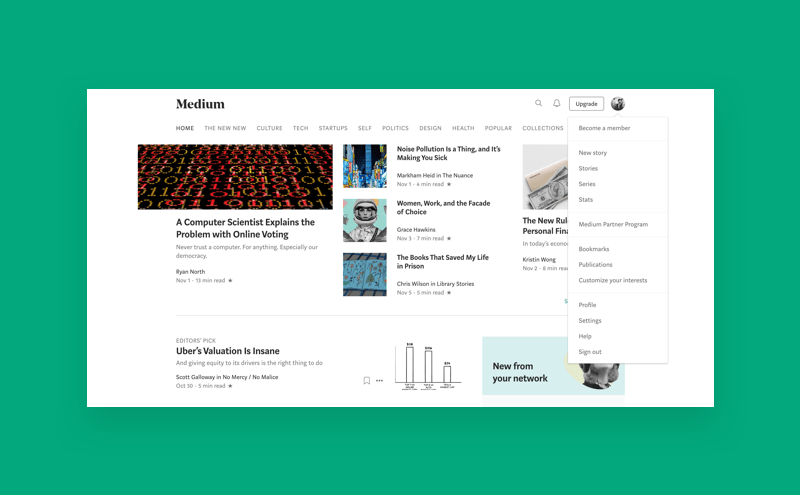 Medium
Upgrade
HOME THE NEW NEW CULTURE TECH STARTUPS SELF POLITICS DESIGN HEALTH POPULAR COLLECTIONS
A Computer Scientist Explains the
Problem with Online Voting
Never trust a computer. For anything. Especially our
democracy.
Ryan North
Nov 1 · 13 min read ★
Noise Pollution Is a Thing, and It's
Making You Sick
Markham Heid in The Nuance
Nov 1 · 4 min read ★
Women, Work, and the Facade
of Choice
Grace Hawkins
Nov 3 · 7 min read ★
The Books That Saved My Life
in Prison
Chris Wilson in Library Stories
Nov 5 · 5 min read ★
The New Rul
Personal Fina
In today's econo
Kristin Wong
Nov 2 · 8 min rea
S
Become a member
New story
Stories
Series
Stats
Medium Partner Program
Bookmarks
Publications
Customize your interests
Profile
Settings
Help
Sign out
EDITORS' PICK
Uber's Valuation Is Insane
And giving equity to its drivers is the right thing to do
Scott Galloway in No Mercy / No Malice
Oct 30 · 5 min read ★
New from
your network